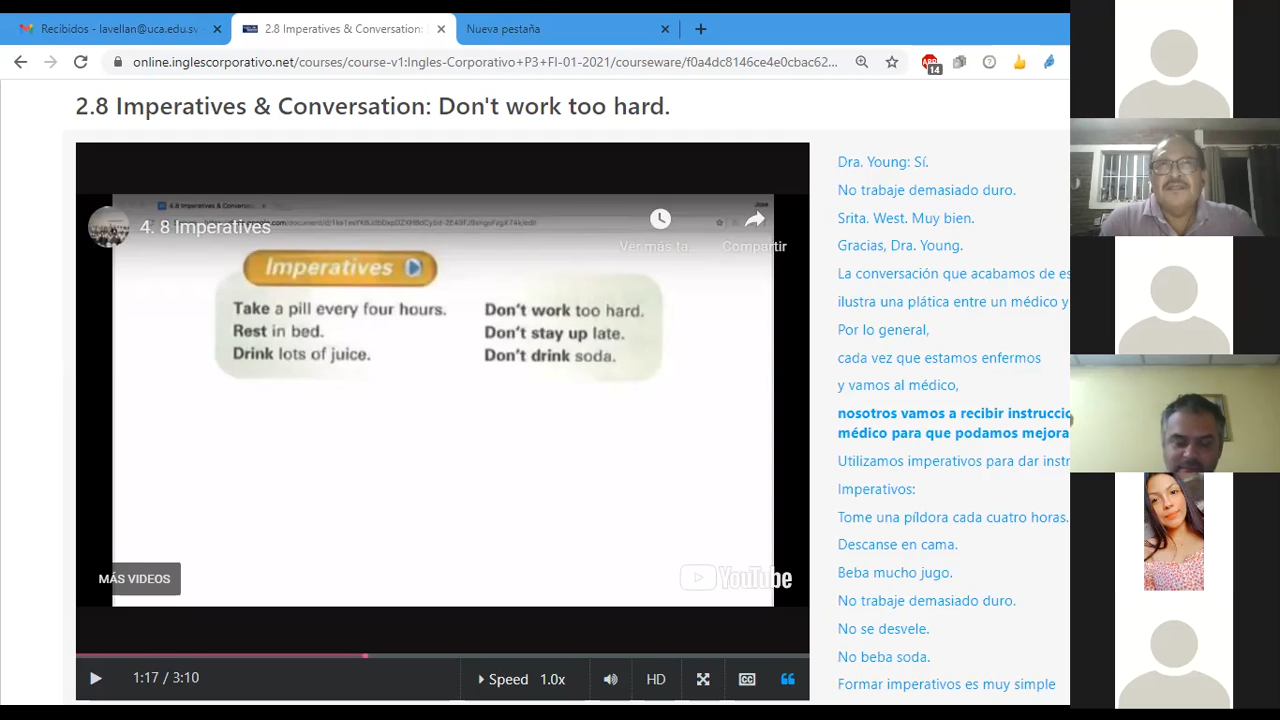 Recibidos - lavellan@uca.edu.sv
2.8 Imperatives & Conversation:
Nueva pestaña
online.inglescorporativo.net/courses/course-v1:Ingles-Corporativo+P3+FI-01-2021/courseware/f0a4dc8146ce4e0cbac62...
14
2.8 Imperatives & Conversation: Don't work too hard.
4.8 Imperatives & Conversa
Jose
4. 8 Imperatives
Ver más ta...
Compartir
Imperatives
Take a pill every four hours.
Rest in bed.
Drink lots of juice.
Don't work too hard.
Don't stay up late.
Don't drink soda.
MÁS VIDEOS
YouTube
1:17 / 3:10
Speed 1.0x
HD
CC
Dra. Young: Sí.
No trabaje demasiado duro.
Srita. West. Muy bien.
Gracias, Dra. Young.
La conversación que acabamos de es
ilustra una plática entre un médico y
Por lo general,
cada vez que estamos enfermos
y vamos al médico,
nosotros vamos a recibir instruccio
médico para que podamos mejora
Utilizamos imperativos para dar instr
Imperativos:
Tome una píldora cada cuatro horas.
Descanse en cama.
Beba mucho jugo.
No trabaje demasiado duro.
No se desvele.
No beba soda.
Formar imperativos es muy simple